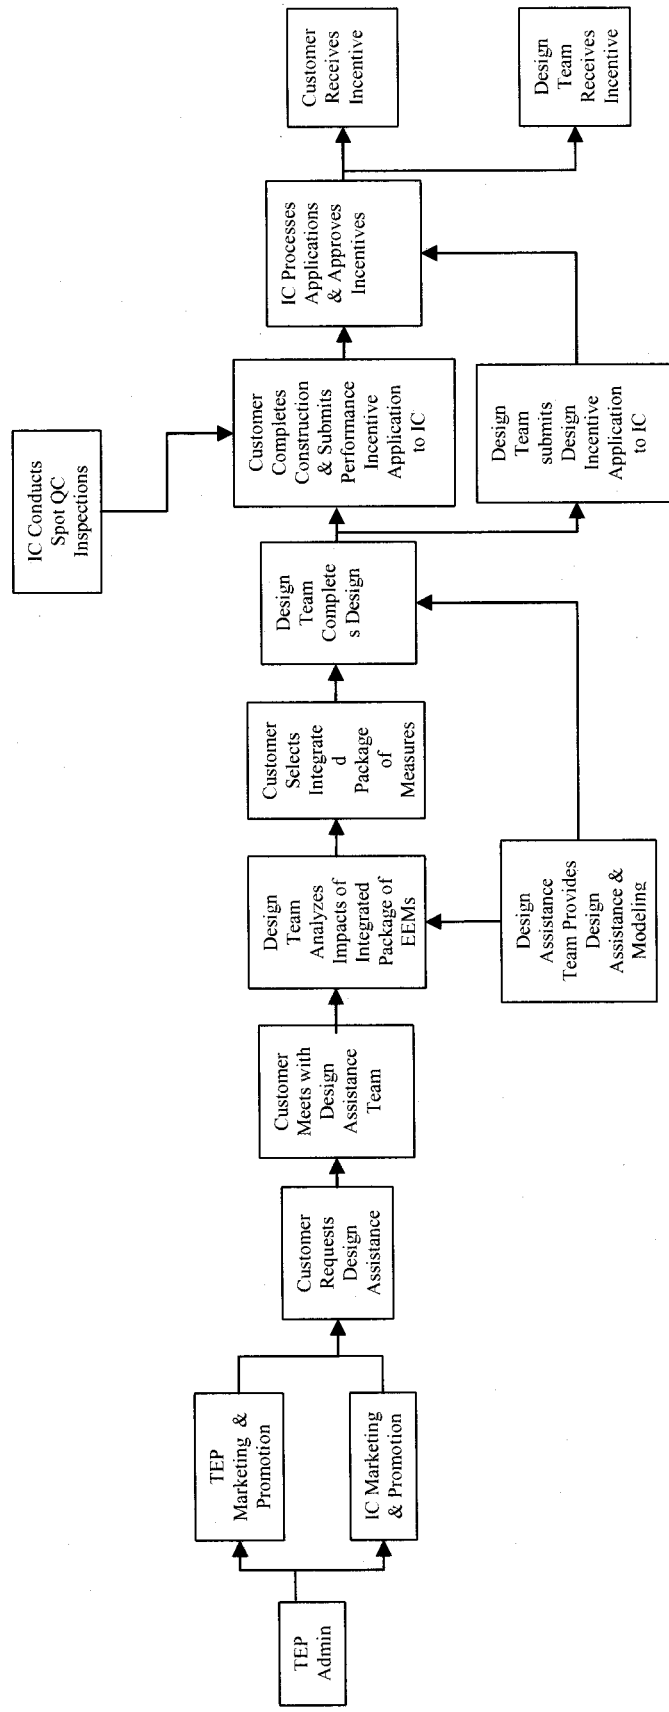 TEP
Admin
TEP
Marketing &
Promotion
IC Marketing
& Promotion
Customer
Requests
Design
Assistance
Customer
Meets with
Design
Assistance
Team
Design
Team
Analyzes
Impacts of
Integrated
Package of
EEMs
Design
Assistance
Team Provides
Design
Assistance &
Modeling
Customer
Selects
Integrate
d
Package
of
Measures
Design
Team
Complete
s Design
IC Conducts
Spot QC
Inspections
Customer
Completes
Construction
& Submits
Performance
Incentive
Application
to IC
Design
Team
submits
Design
Incentive
Application
to IC
IC Processes
Applications
& Approves
Incentives
Customer
Receives
Incentive
Design
Team
Receives
Incentive